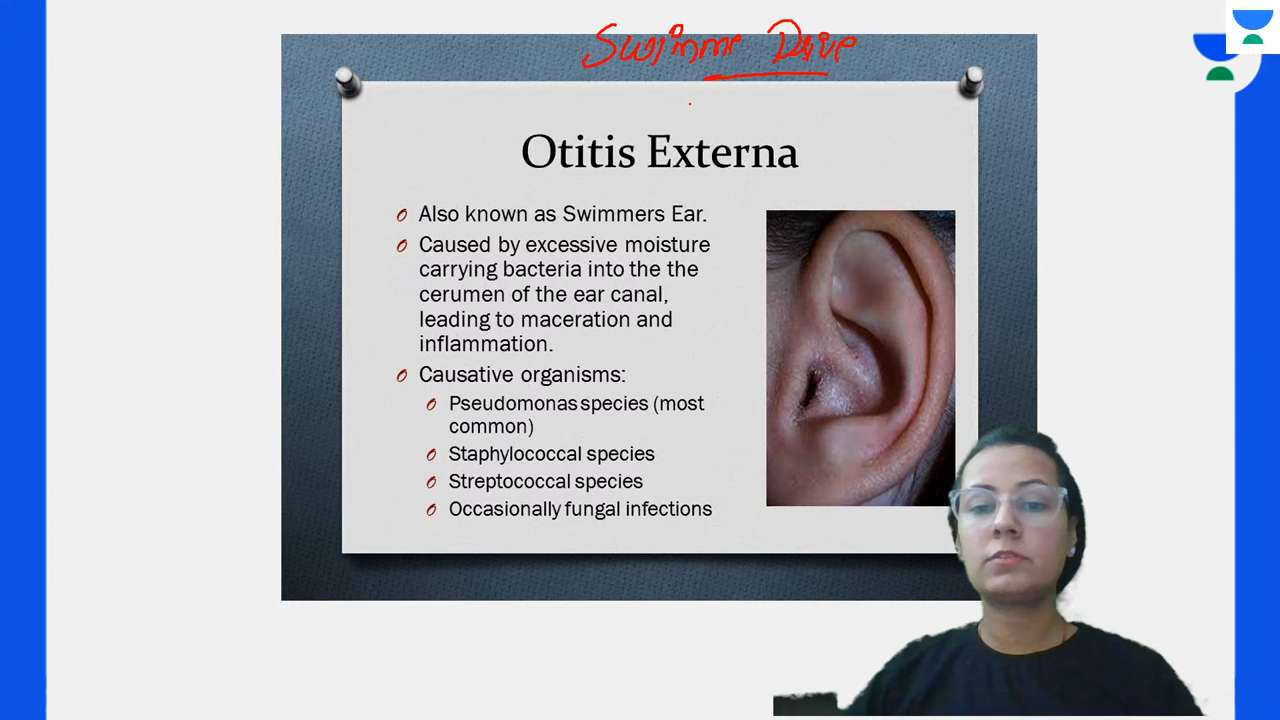 Swimme Drive
Otitis Externa
Also known as Swimmers Ear.
Caused by excessive moisture
carrying bacteria into the the
cerumen of the ear canal,
leading to maceration and
inflammation.
Causative organisms:
Pseudomonas species (most
common)
Staphylococcal species
Streptococcal species
Occasionally fungal infections